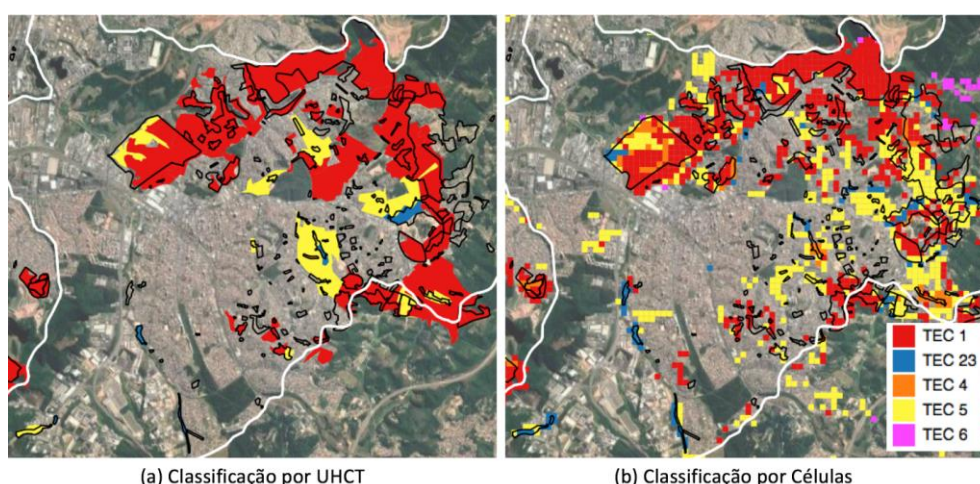 TEC 1
TEC 23
TEC 4
TEC 5
TEC 6
(a) Classificação por UHCT
(b) Classificação por Células